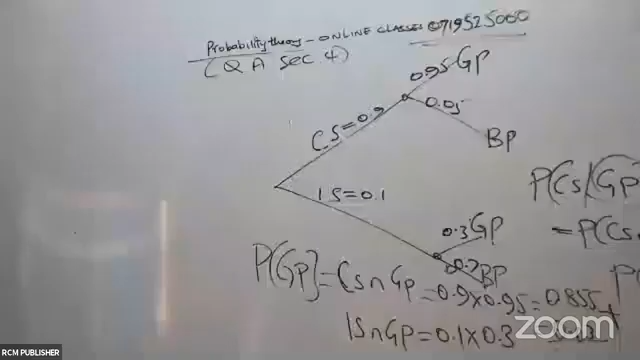 Probability theory - ONLINE CLASSES 0719525000
(QA SEC. 4)
0.95 GP
0.05
BP
CS=0.9
IS=0.1
0.3 GP
0.7 BP
P(CS/GP)
= P(CS
P(GP) = CS∩GP = 0.9×0.95 = 0.855 +
IS∩GP = 0.1×0.3
zoom
RCM PUBLISHER